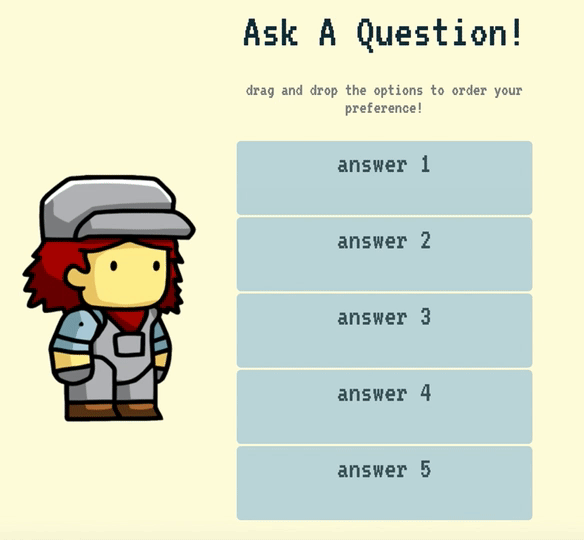 Ask A Question!
drag and drop the options to order your
preference!
answer 1
answer 2
answer 3
answer 4
answer 5